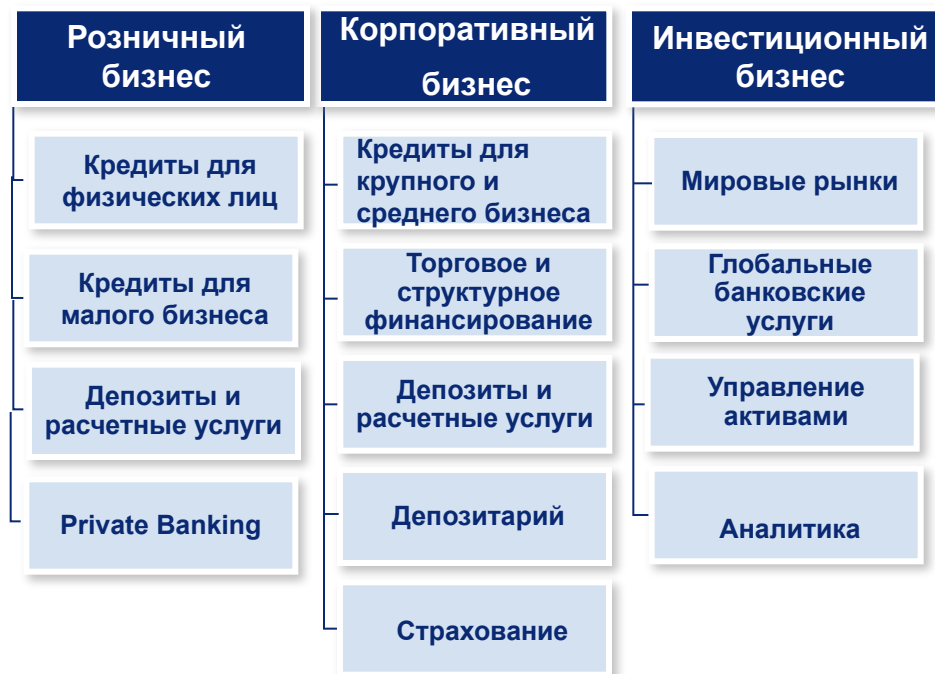 Розничный
бизнес
Кредиты для
физических лиц
Кредиты для
малого бизнеса
Депозиты и
расчетные услуги
Private Banking
Корпоративный
бизнес
Кредиты для
крупного и
среднего бизнеса
Торговое и
структурное
финансирование
Депозиты и
расчетные услуги
Депозитарий
Страхование
Инвестиционный
бизнес
Мировые рынки
Глобальные
банковские
услуги
Управление
активами
Аналитика